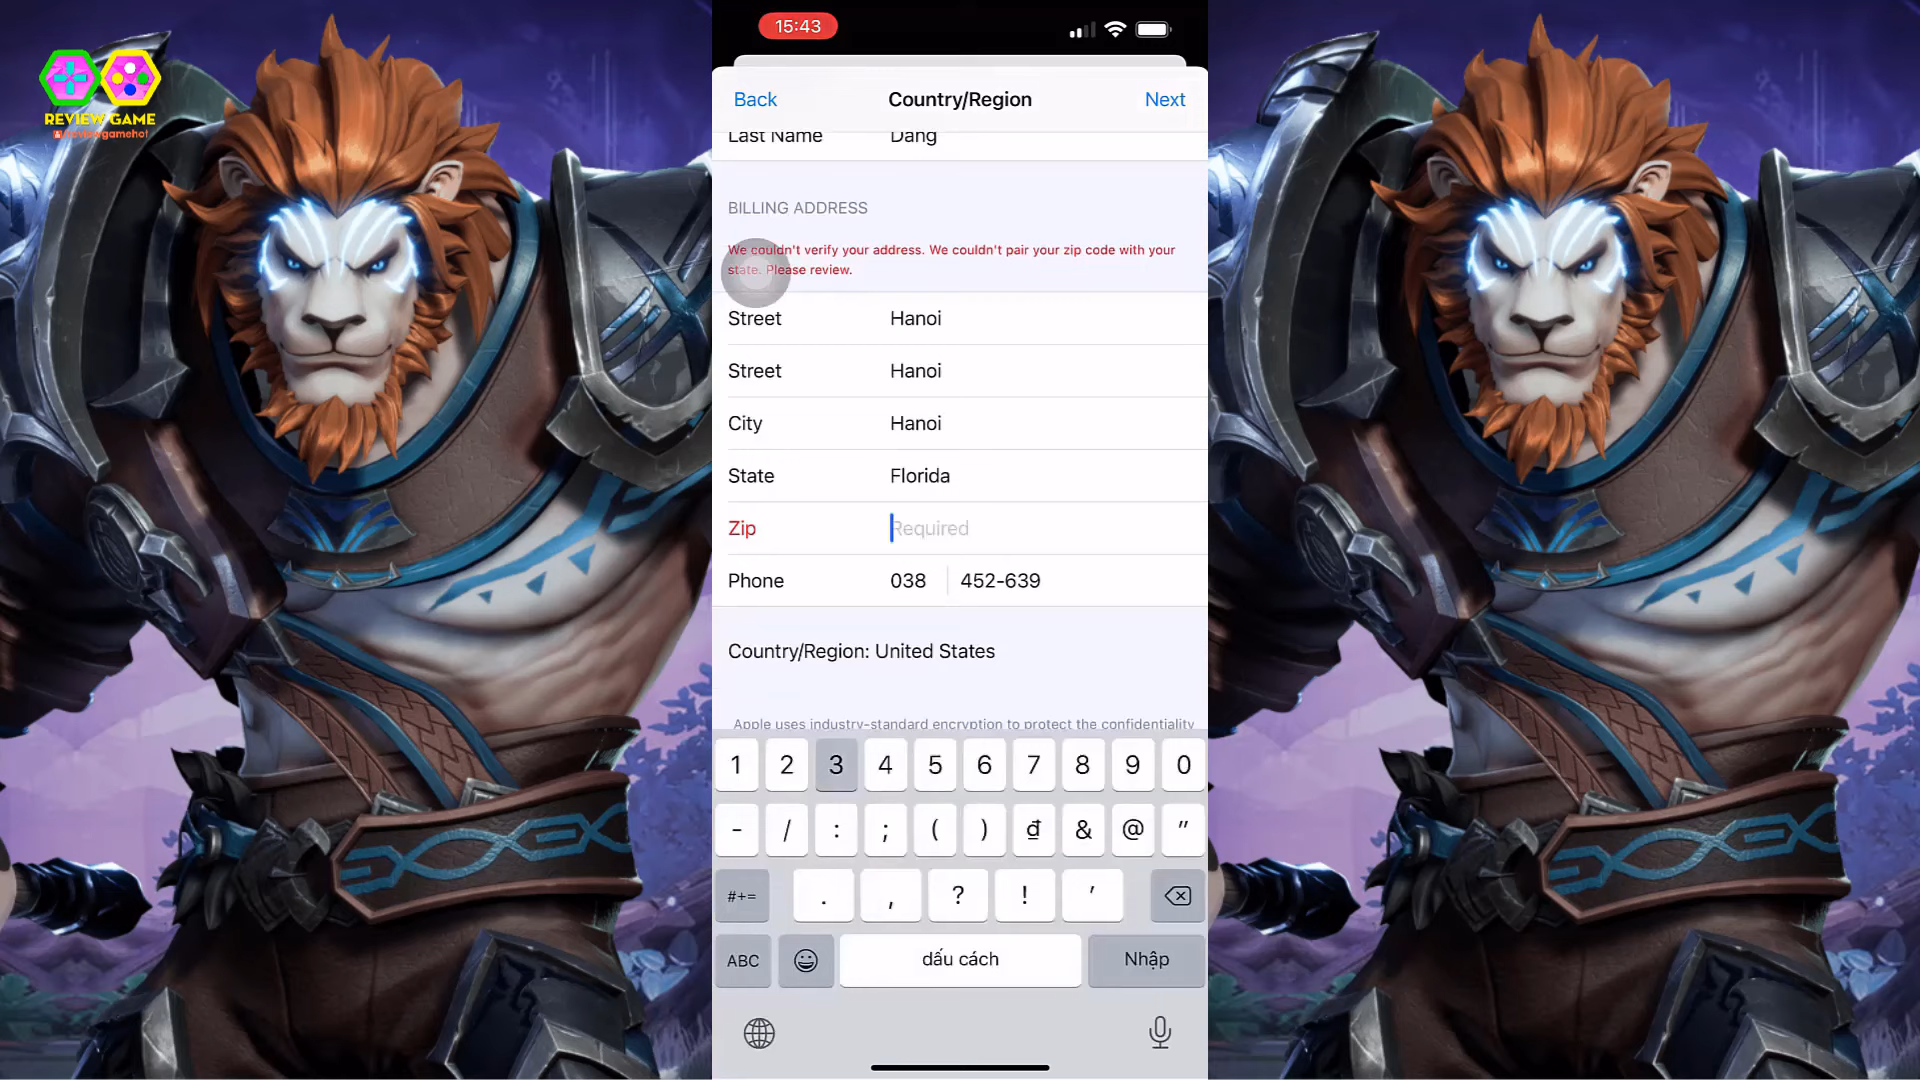 REVIEW GAME
15:43
Back
Country/Region
Next
Last Name
Dang
BILLING ADDRESS
We couldn't verify your address. We couldn't pair your zip code with your
state. Please review.
Street
Hanoi
Street
Hanoi
City
Hanoi
State
Florida
Zip
Required
Phone
038
452-639
Country/Region: United States
Apple uses industry-standard encryption to protect the confidentiality
1 2 3 4 5 6 7 8 9 0
- / : ; ( ) đ & @ "
#+= . , ? ! '
ABC
dấu cách
Nhập